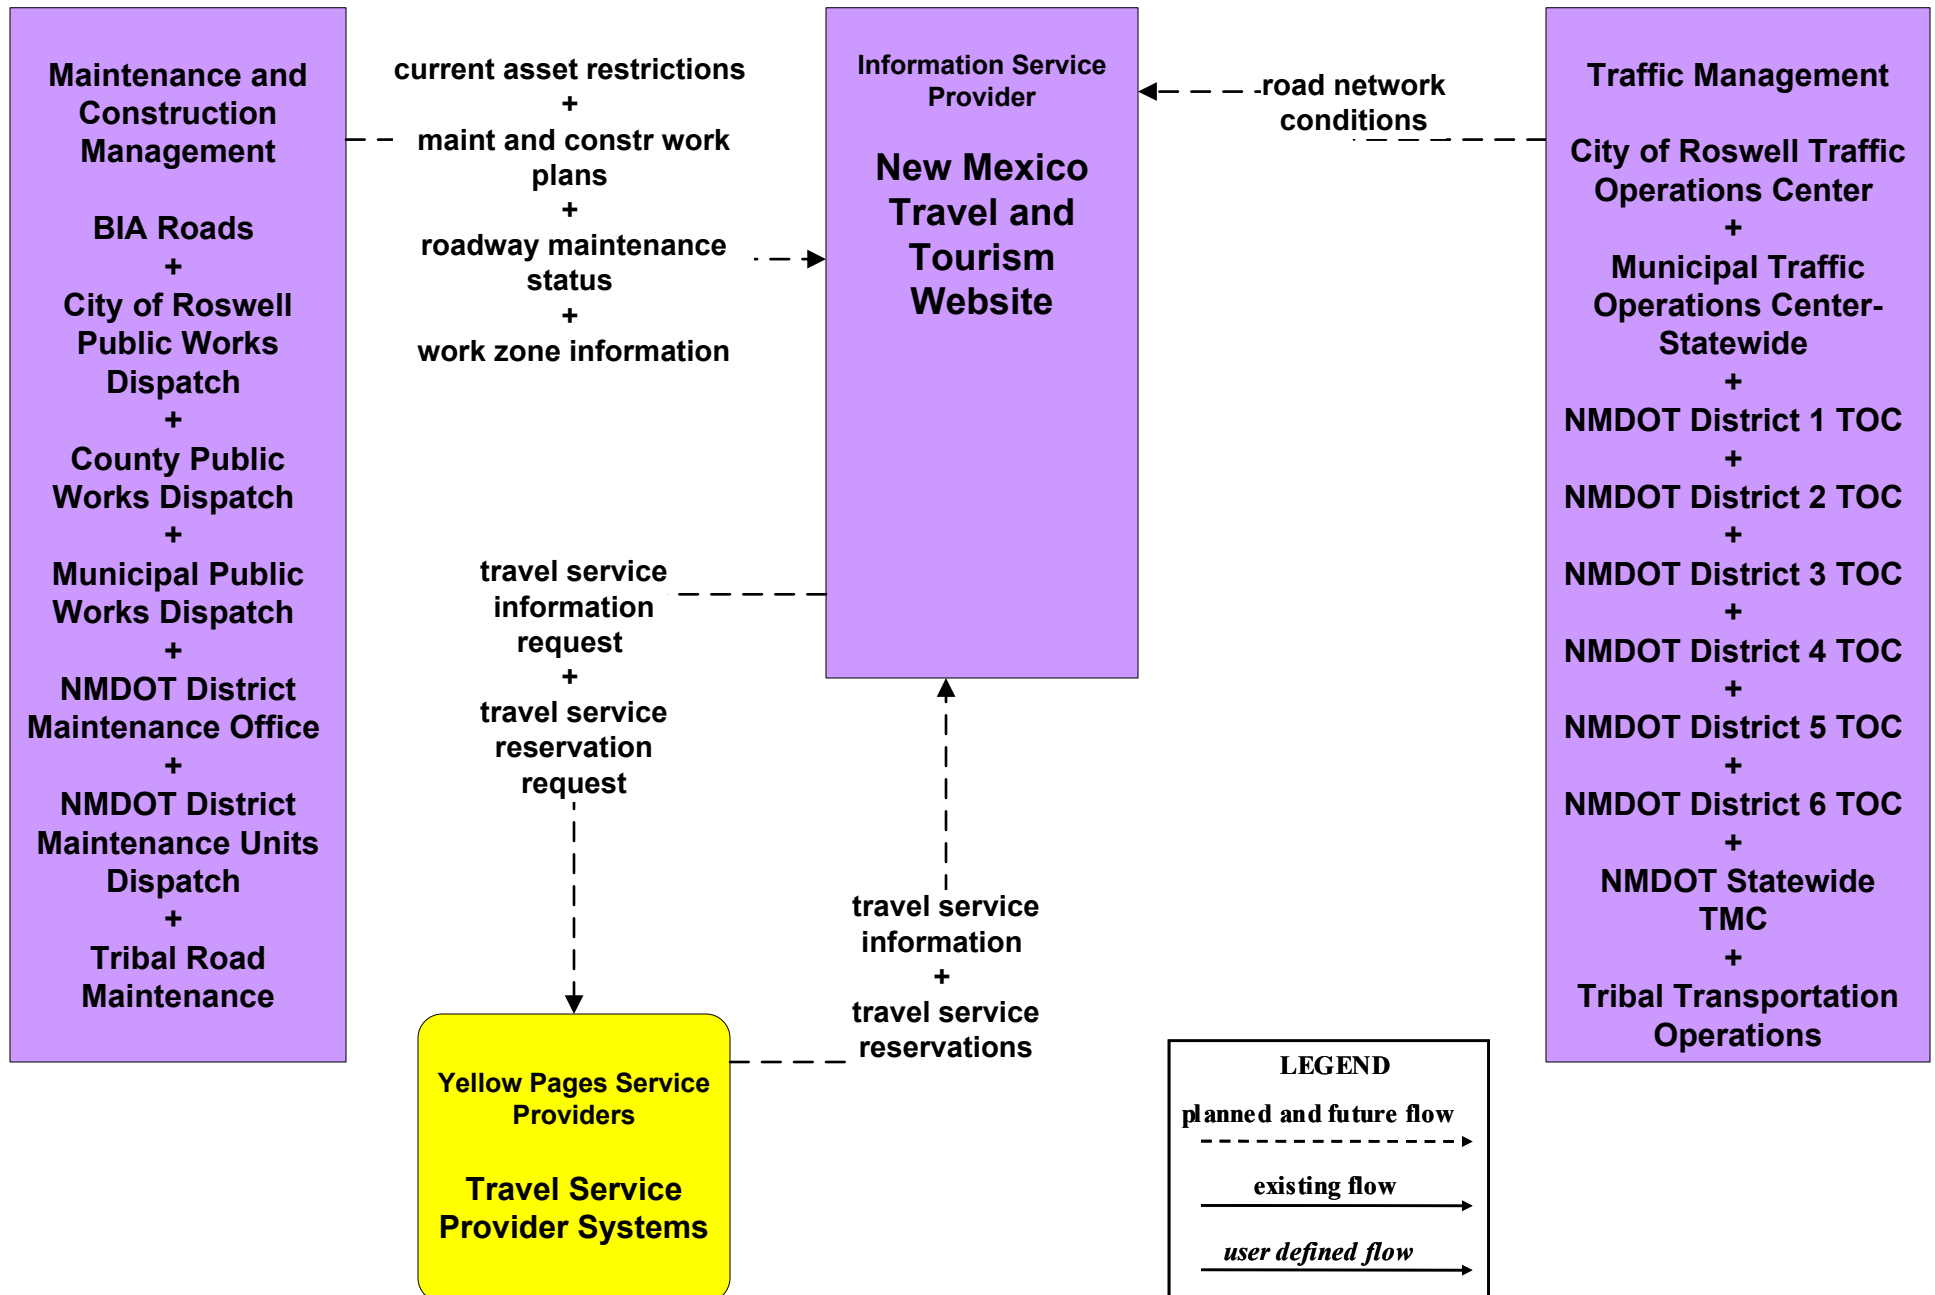 Maintenance and
Construction
Management
BIA Roads
+
City of Roswell
Public Works
Dispatch
+
County Public
Works Dispatch
+
Municipal Public
Works Dispatch
+
NMDOT District
Maintenance Office
+
NMDOT District
Maintenance Units
Dispatch
+
Tribal Road
Maintenance
current asset restrictions
+
maint and constr work
plans
+
roadway maintenance
status
+
work zone information
Information Service
Provider
New Mexico
Travel and
Tourism
Website
road network
conditions
Traffic Management
City of Roswell Traffic
Operations Center
+
Municipal Traffic
Operations Center-
Statewide
+
NMDOT District 1 TOC
+
NMDOT District 2 TOC
+
NMDOT District 3 TOC
+
NMDOT District 4 TOC
+
NMDOT District 5 TOC
+
NMDOT District 6 TOC
+
NMDOT Statewide
TMC
+
Tribal Transportation
Operations
travel service
information
request
+
travel service
reservation
request
travel service
information
+
travel service
reservations
Yellow Pages Service
Providers
Travel Service
Provider Systems
LEGEND
planned and future flow
existing flow
user defined flow